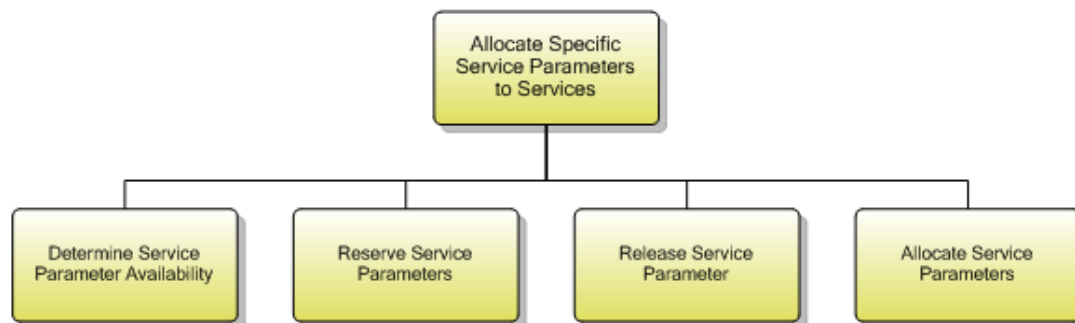 Allocate Specific
Service Parameters
to Services
Determine Service
Parameter Availability
Reserve Service
Parameters
Release Service
Parameter
Allocate Service
Parameters